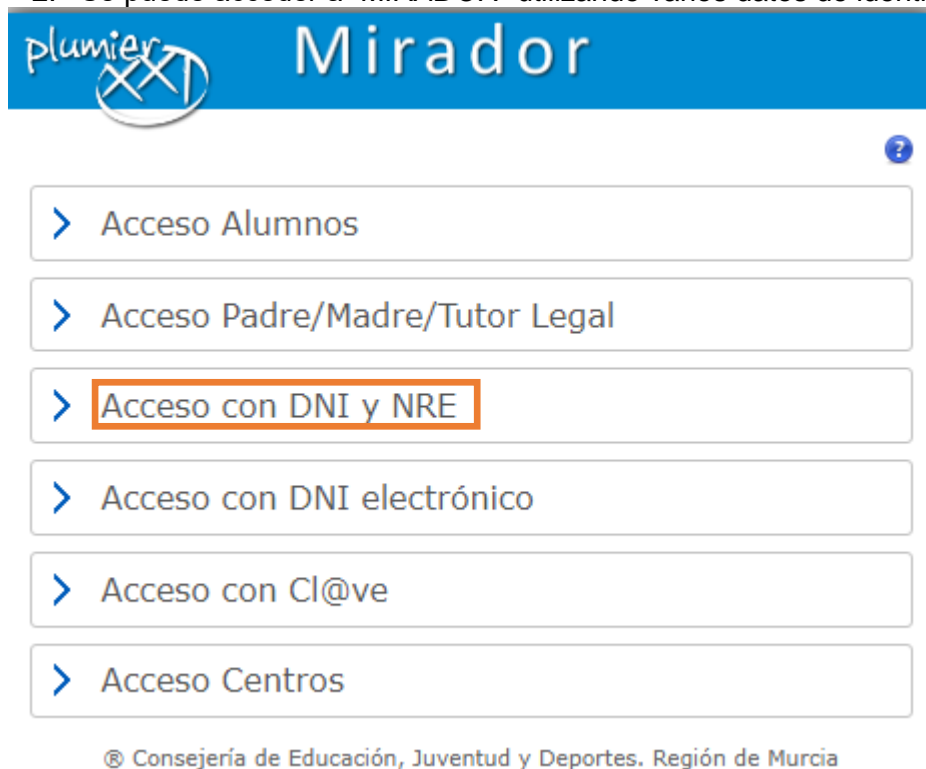 plumier
XXI
Mirador
?
Acceso Alumnos
Acceso Padre/Madre/Tutor Legal
Acceso con DNI y NRE
Acceso con DNI electrónico
Acceso con Cl@ve
Acceso Centros
® Consejería de Educación, Juventud y Deportes. Región de Murcia